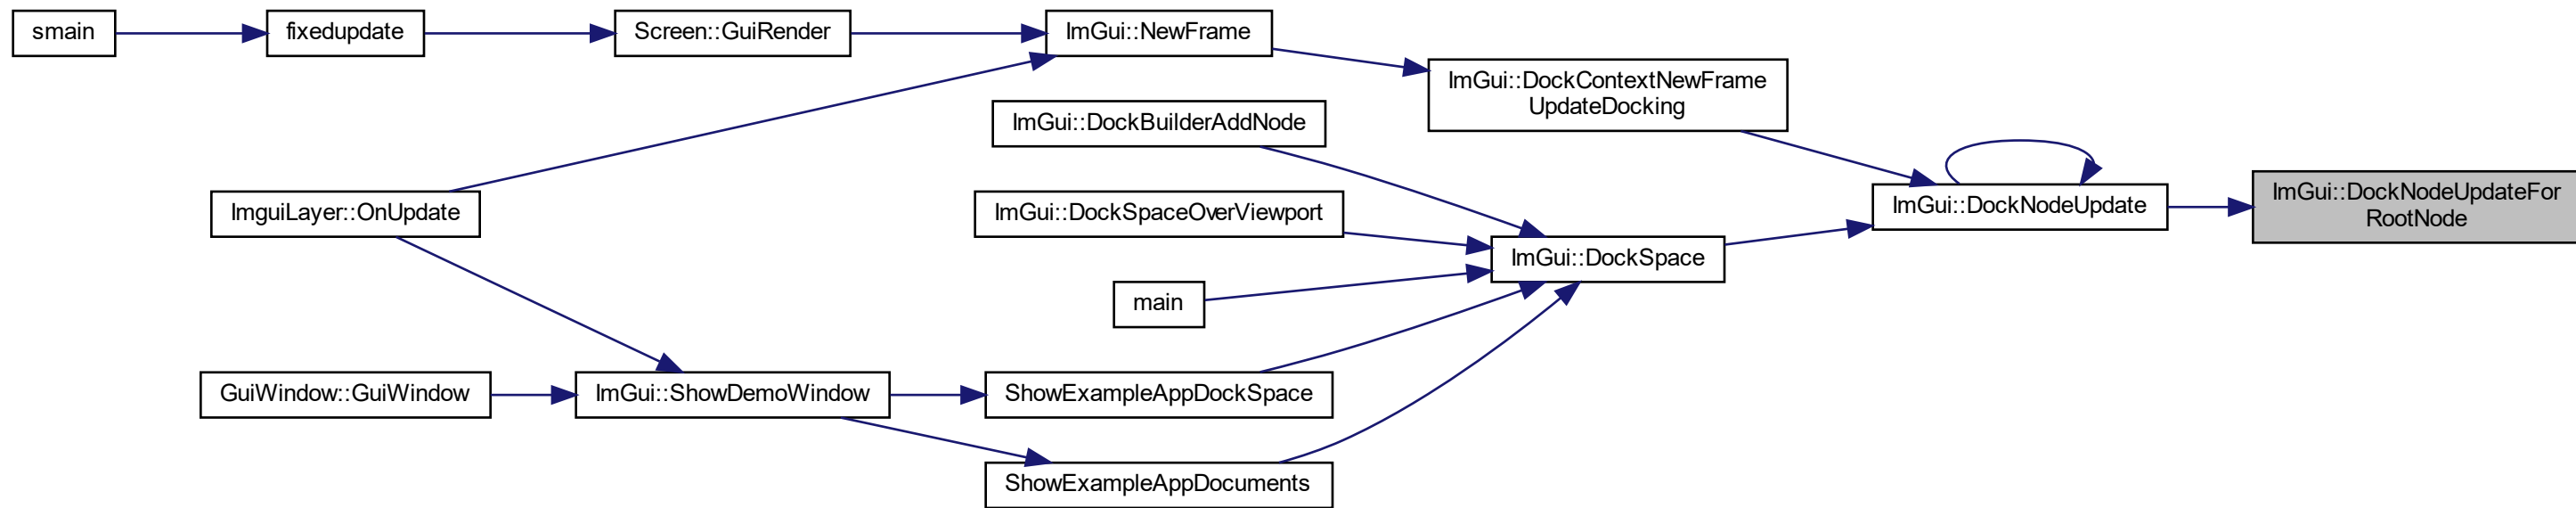 smain
fixedupdate
Screen::GuiRender
ImGui::NewFrame
ImGui::DockContextNewFrame
UpdateDocking
ImGui::DockBuilderAddNode
ImguiLayer::OnUpdate
ImGui::DockSpaceOverViewport
ImGui::DockNodeUpdate
ImGui::DockNodeUpdateFor
RootNode
ImGui::DockSpace
main
GuiWindow::GuiWindow
ImGui::ShowDemoWindow
ShowExampleAppDockSpace
ShowExampleAppDocuments